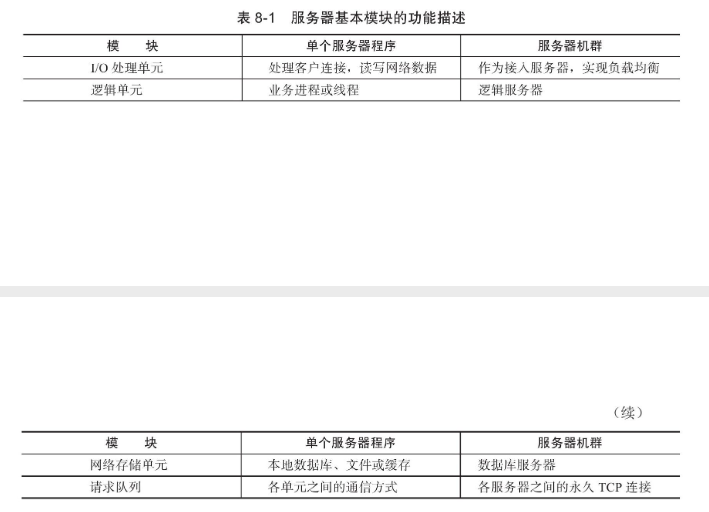 表 8-1 服务器基本模块的功能描述
模 块 单个服务器程序 服务器机群
I/O 处理单元 处理客户连接，读写网络数据 作为接入服务器，实现负载均衡
逻辑单元 业务进程或线程 逻辑服务器
（续）
模 块 单个服务器程序 服务器机群
网络存储单元 本地数据库、文件或缓存 数据库服务器
请求队列 各单元之间的通信方式 各服务器之间的永久 TCP 连接